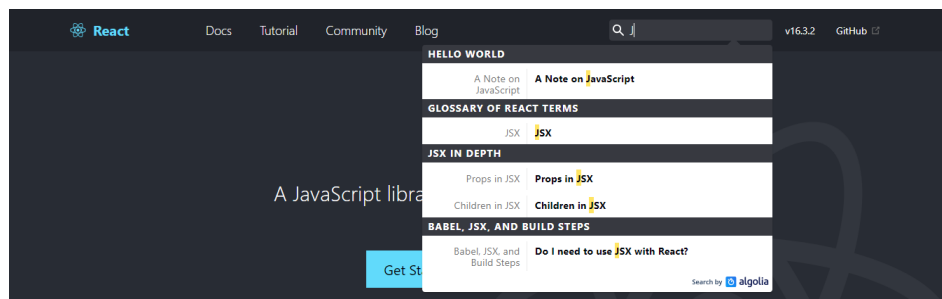 React Docs Tutorial Community Blog J v16.3.2 GitHub
HELLO WORLD
A Note on JavaScript
A Note on JavaScript
GLOSSARY OF REACT TERMS
JSX
JSX
JSX IN DEPTH
Props in JSX
Props in JSX
Children in JSX
Children in JSX
BABEL, JSX, AND BUILD STEPS
Babel, JSX, and
Build Steps
Do I need to use JSX with React?
Search by algolia
A JavaScript libra
Get St